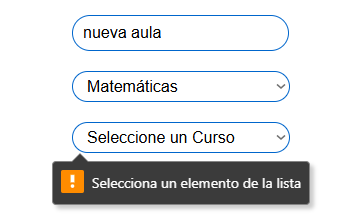 nueva aula
Matemáticas
Seleccione un Curso
! Selecciona un elemento de la lista